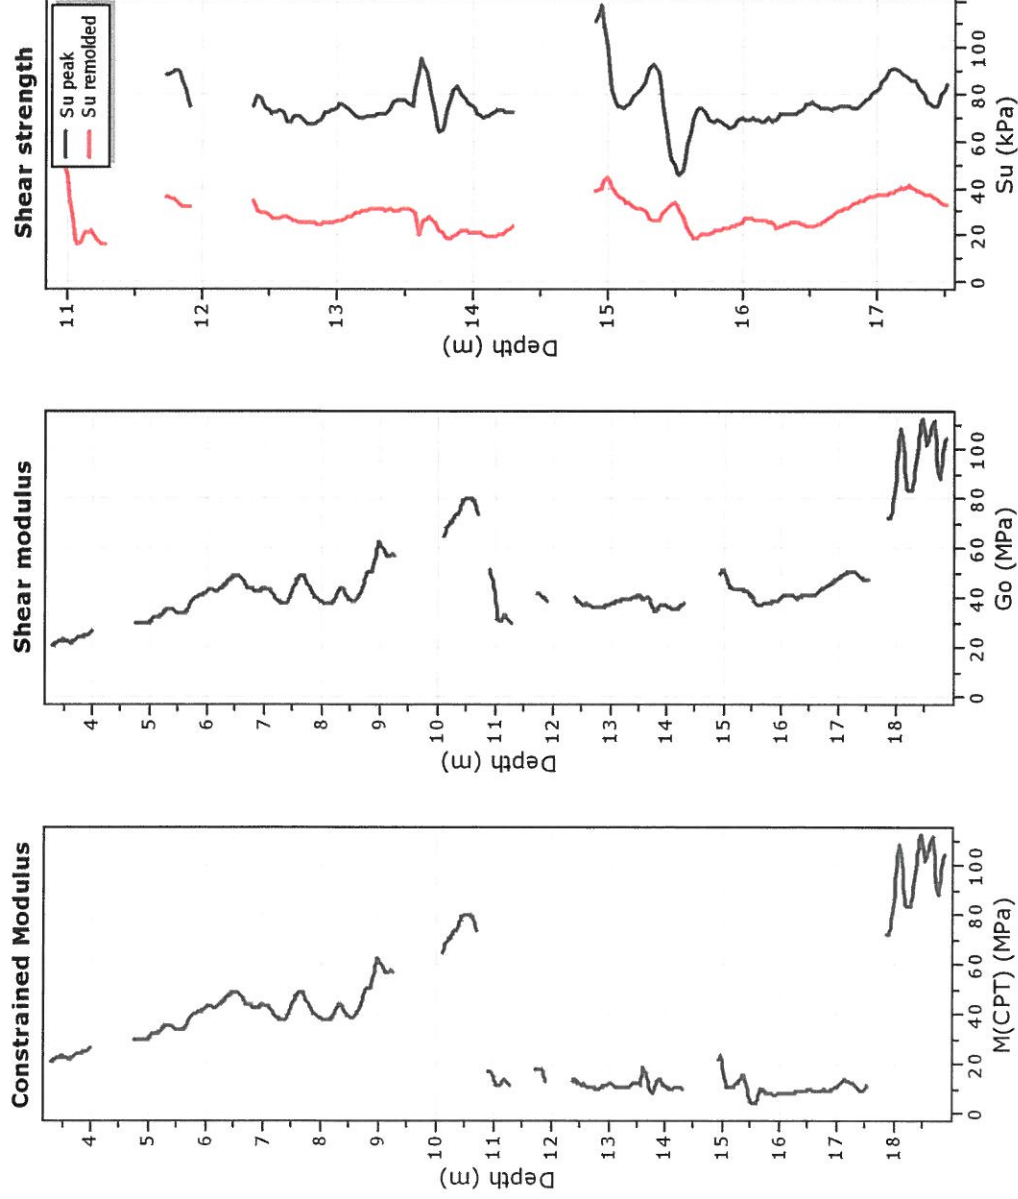 Constrained Modulus
Depth (m)
4
5
6
7
8
9
10
11
12
13
14
15
16
17
18
0 20 40 60 80 100
M(CPT) (MPa)
Shear modulus
Depth (m)
4
5
6
7
8
9
10
11
12
13
14
15
16
17
18
0 20 40 60 80 100
Go (MPa)
Shear strength
Su peak
Su remolded
Depth (m)
11
12
13
14
15
16
17
0 20 40 60 80 100
Su (kPa)